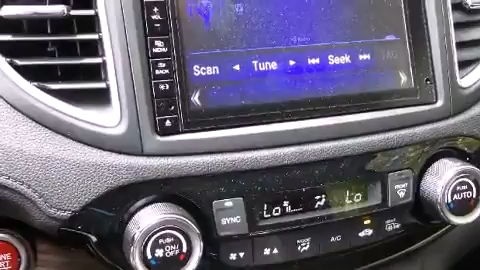 VOL
MENU
BACK
Scan Tune Seek
Lo Lo
SYNC
FRONT
PUSH
ON/
OFF
PUSH
AUTO
MODE
A/C